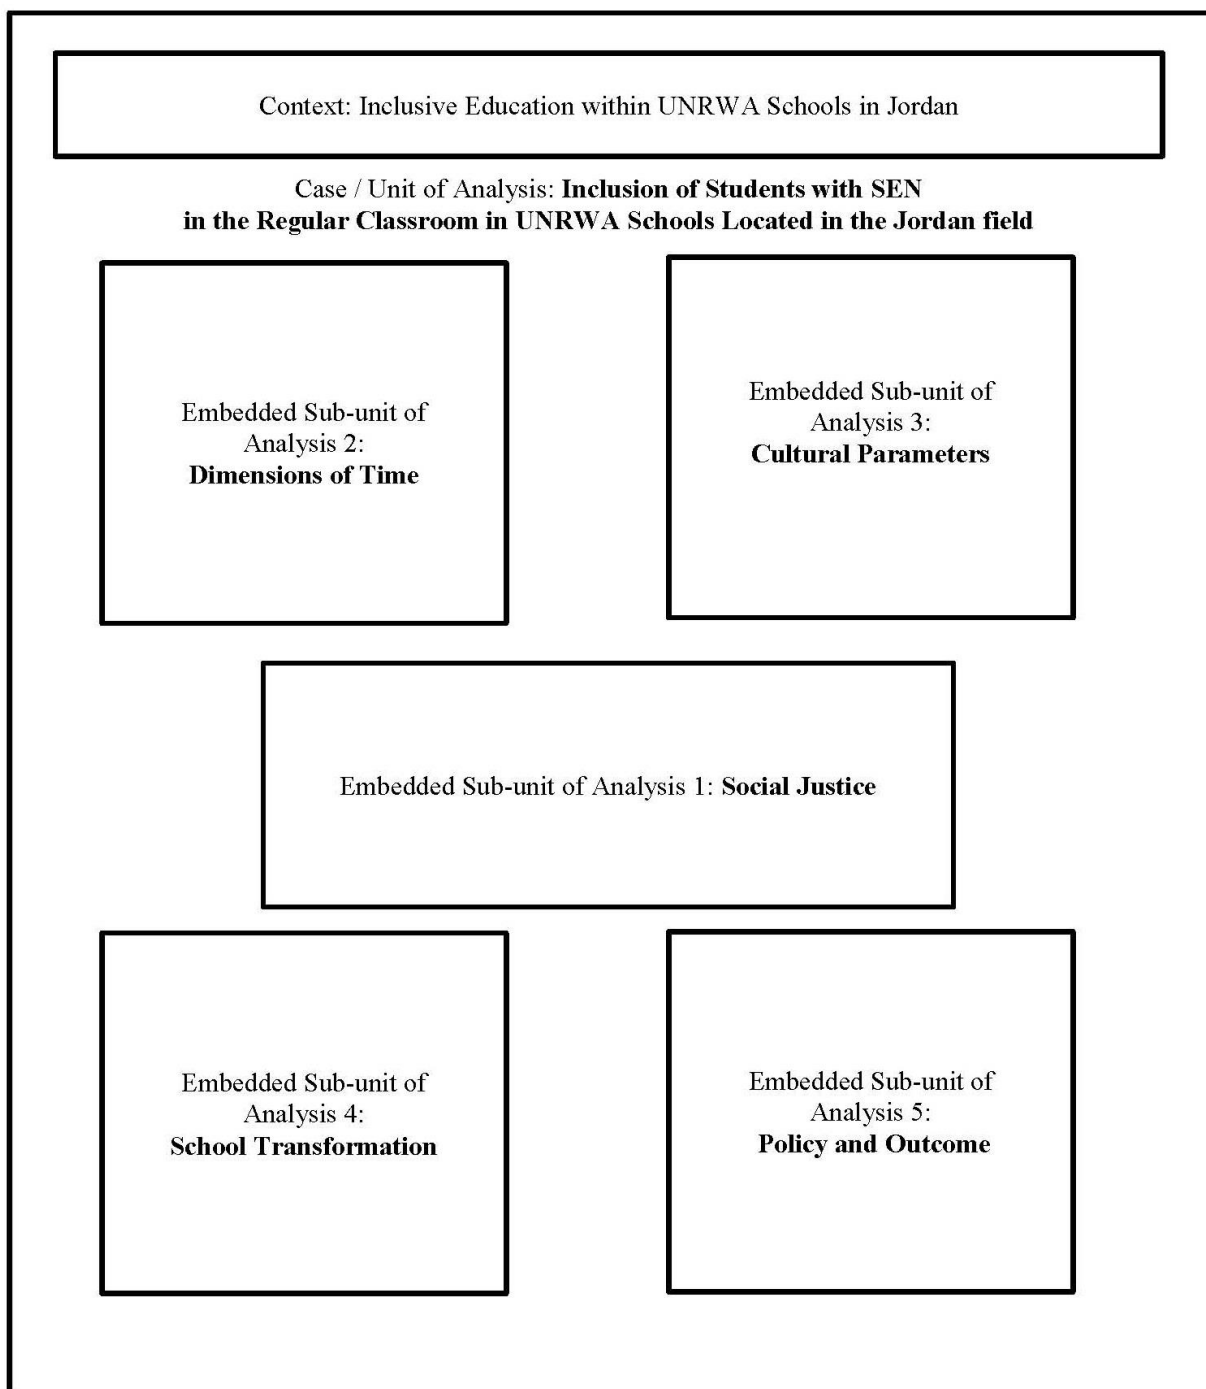 Context: Inclusive Education within UNRWA Schools in Jordan
Case / Unit of Analysis: Inclusion of Students with SEN
in the Regular Classroom in UNRWA Schools Located in the Jordan field
Embedded Sub-unit of
Analysis 2:
Dimensions of Time
Embedded Sub-unit of
Analysis 3:
Cultural Parameters
Embedded Sub-unit of Analysis 1: Social Justice
Embedded Sub-unit of
Analysis 4:
School Transformation
Embedded Sub-unit of
Analysis 5:
Policy and Outcome